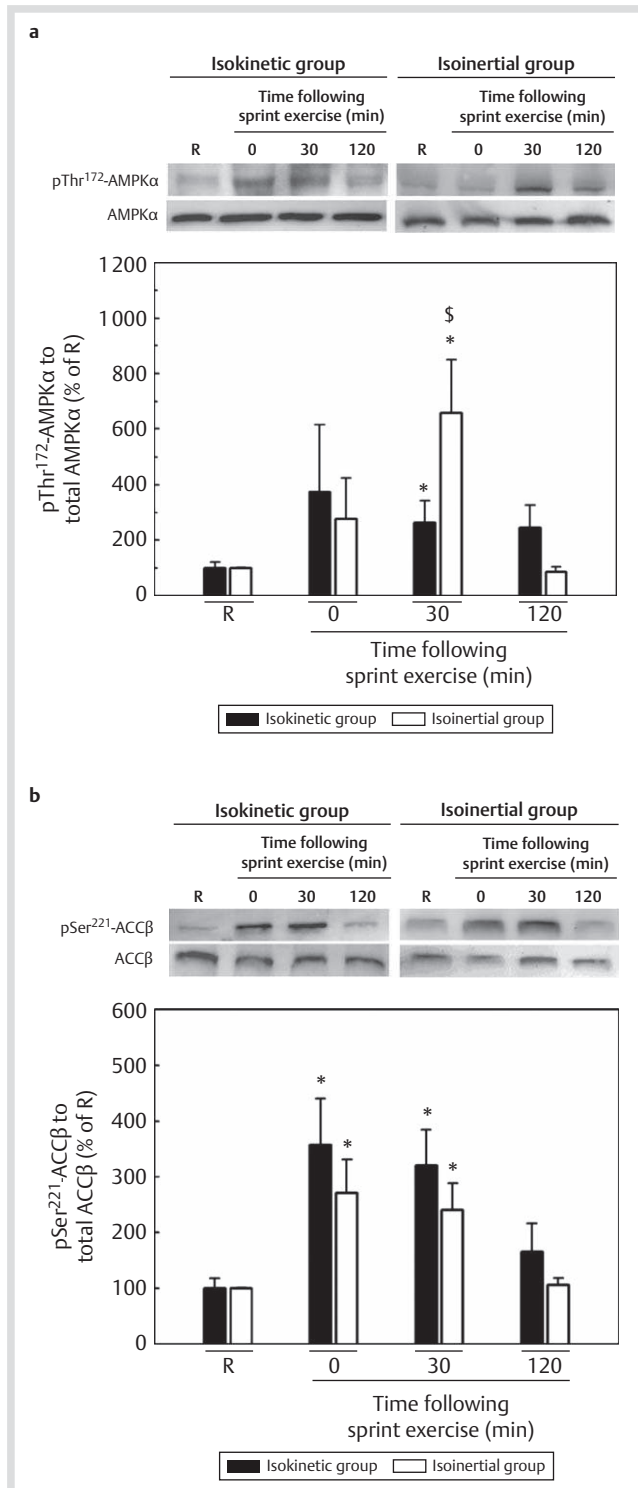 a
Isokinetic group Isoinertial group
Time following sprint exercise (min) Time following sprint exercise (min)
R 0 30 120 R 0 30 120
pThr¹⁷²-AMPKα
AMPKα
1200
1000
800
600
400
200
0
pThr¹⁷²-AMPKα to
total AMPKα (% of R)
$
*
*
R 0 30 120
Time following
sprint exercise (min)
Isokinetic group Isoinertial group
b
Isokinetic group Isoinertial group
Time following sprint exercise (min) Time following sprint exercise (min)
R 0 30 120 R 0 30 120
pSer²²¹-ACCβ
ACCβ
600
500
400
300
200
100
0
pSer²²¹-ACCβ to
total ACCβ (% of R)
* * * *
R 0 30 120
Time following
sprint exercise (min)
Isokinetic group Isoinertial group